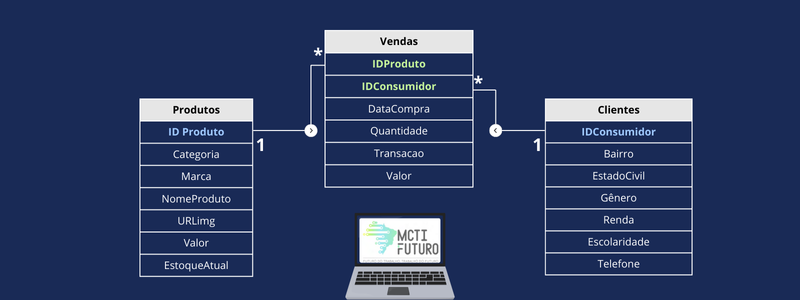 Vendas
IDProduto
IDConsumidor
DataCompra
Quantidade
Transacao
Valor
*
*
Produtos
ID Produto
Categoria
Marca
NomeProduto
URLimg
Valor
EstoqueAtual
1
1
Clientes
IDConsumidor
Bairro
EstadoCivil
Gênero
Renda
Escolaridade
Telefone
MCTI
FUTURO